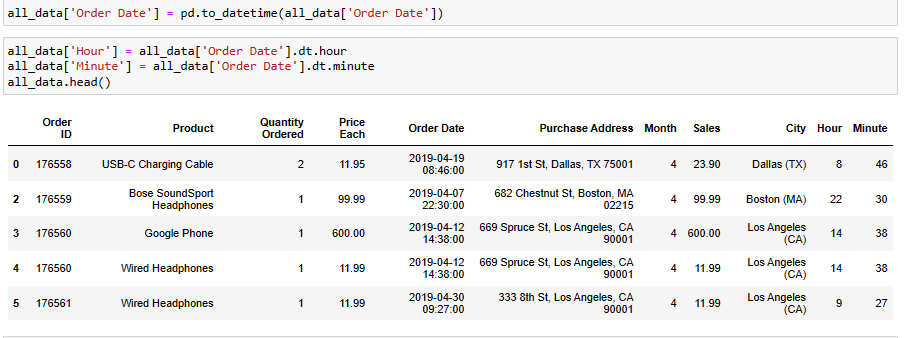 all_data['Order Date'] = pd.to_datetime(all_data['Order Date'])
all_data['Hour'] = all_data['Order Date'].dt.hour
all_data['Minute'] = all_data['Order Date'].dt.minute
all_data.head()
Order ID Product Quantity Ordered Price Each Order Date Purchase Address Month Sales City Hour Minute
0 176558 USB-C Charging Cable 2 11.95 2019-04-19 08:46:00 917 1st St, Dallas, TX 75001 4 23.90 Dallas (TX) 8 46
2 176559 Bose SoundSport Headphones 1 99.99 2019-04-07 22:30:00 682 Chestnut St, Boston, MA 02215 4 99.99 Boston (MA) 22 30
3 176560 Google Phone 1 600.00 2019-04-12 14:38:00 669 Spruce St, Los Angeles, CA 90001 4 600.00 Los Angeles (CA) 14 38
4 176560 Wired Headphones 1 11.99 2019-04-12 14:38:00 669 Spruce St, Los Angeles, CA 90001 4 11.99 Los Angeles (CA) 14 38
5 176561 Wired Headphones 1 11.99 2019-04-30 09:27:00 333 8th St, Los Angeles, CA 90001 4 11.99 Los Angeles (CA) 9 27